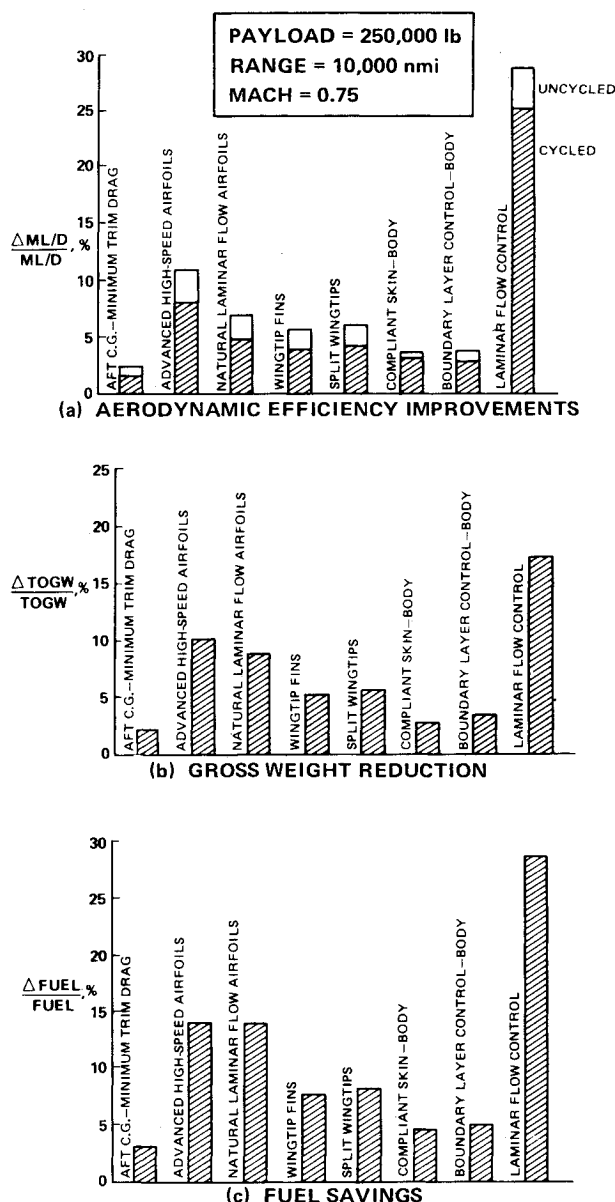 PAYLOAD = 250,000 lb
RANGE = 10,000 nmi
MACH = 0.75
30
25
20
15
10
5
0
ΔML/D
ML/D
,%
AFT C.G.–MINIMUM TRIM DRAG
ADVANCED HIGH-SPEED AIRFOILS
NATURAL LAMINAR FLOW AIRFOILS
WINGTIP FINS
SPLIT WINGTIPS
COMPLIANT SKIN–BODY
BOUNDARY LAYER CONTROL–BODY
LAMINAR FLOW CONTROL
UNCYCLED
CYCLED
(a) AERODYNAMIC EFFICIENCY IMPROVEMENTS
25
20
15
10
5
0
ΔTOGW
TOGW
,%
AFT C.G.–MINIMUM TRIM DRAG
ADVANCED HIGH-SPEED AIRFOILS
NATURAL LAMINAR FLOW AIRFOILS
WINGTIP FINS
SPLIT WINGTIPS
COMPLIANT SKIN–BODY
BOUNDARY LAYER CONTROL–BODY
LAMINAR FLOW CONTROL
(b) GROSS WEIGHT REDUCTION
30
25
20
15
10
5
0
ΔFUEL
FUEL
,%
AFT C.G.–MINIMUM TRIM DRAG
ADVANCED HIGH-SPEED AIRFOILS
NATURAL LAMINAR FLOW AIRFOILS
WINGTIP FINS
SPLIT WINGTIPS
COMPLIANT SKIN–BODY
BOUNDARY LAYER CONTROL–BODY
LAMINAR FLOW CONTROL
(c) FUEL SAVINGS